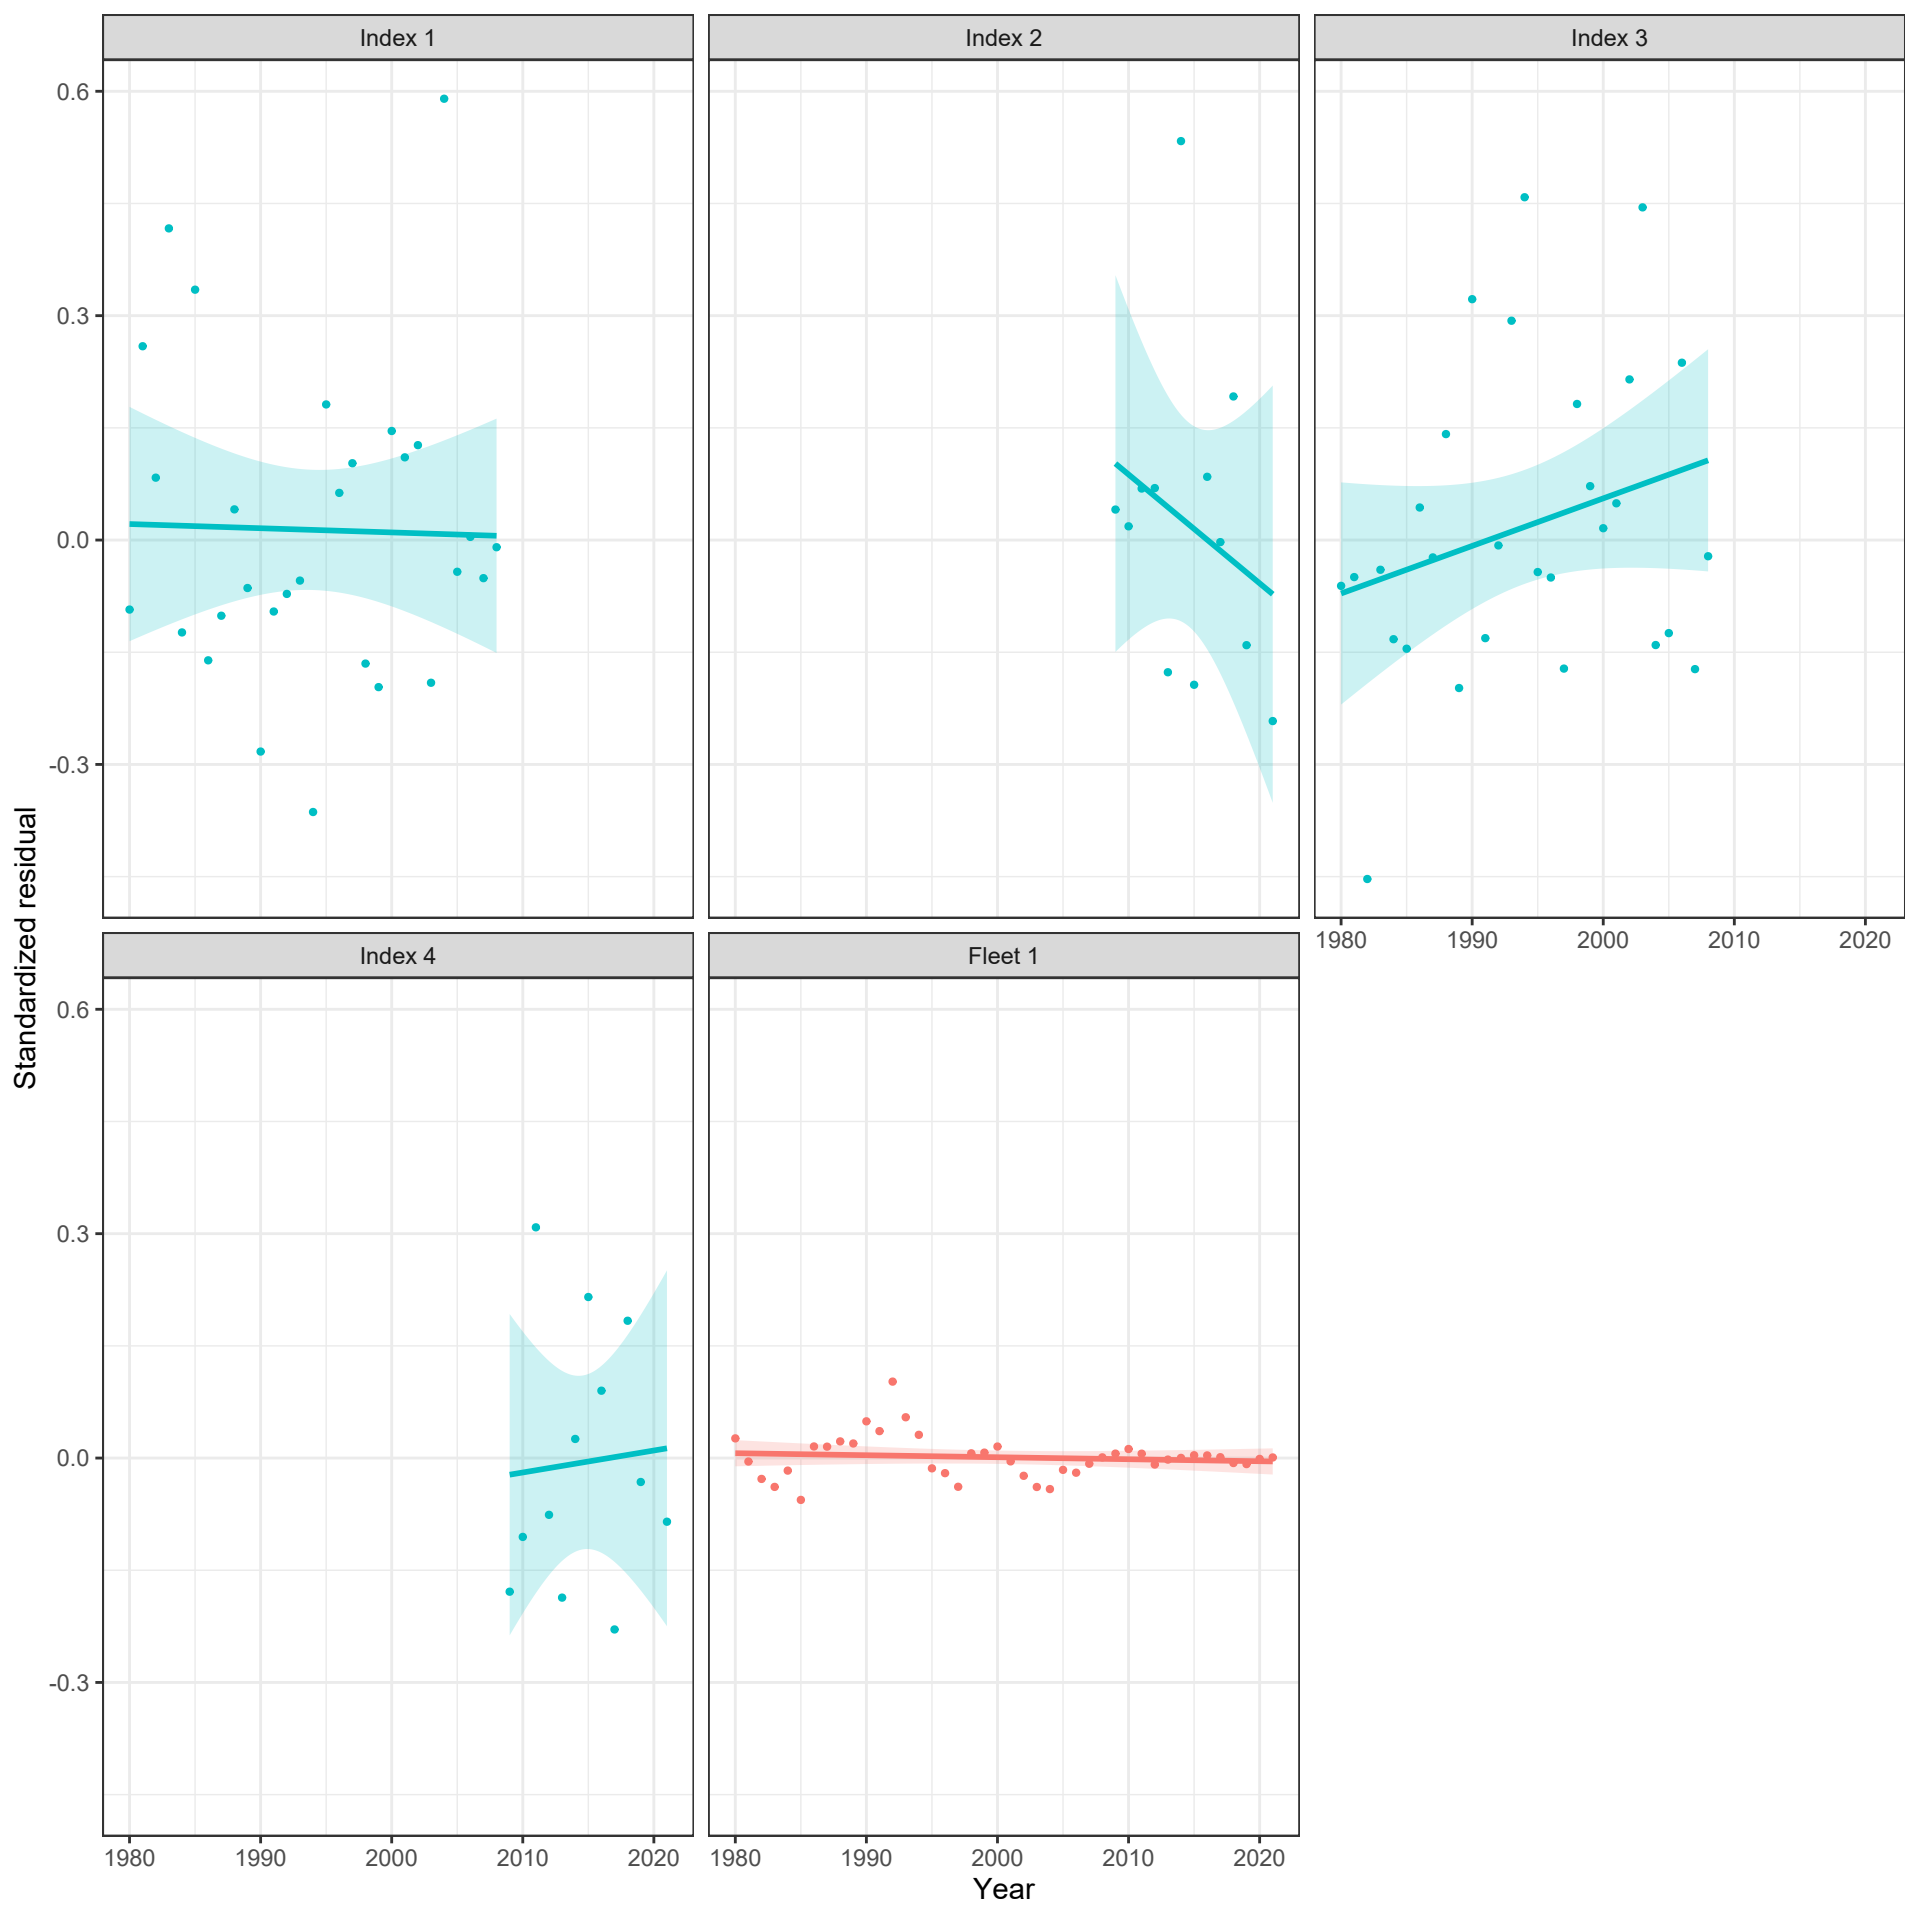 Index 1
Index 2
Index 3
0.6
0.3
0.0
-0.3
1980 1990 2000 2010 2020
Standardized residual
Index 4
Fleet 1
0.6
0.3
0.0
-0.3
1980 1990 2000 2010 2020
1980 1990 2000 2010 2020
Year